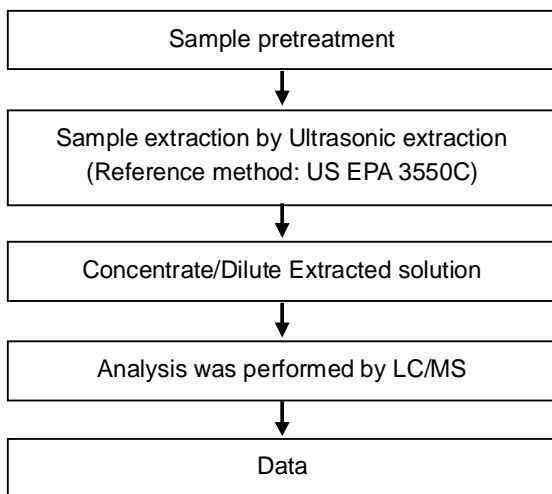 Sample pretreatment
Sample extraction by Ultrasonic extraction
(Reference method: US EPA 3550C)
Concentrate/Dilute Extracted solution
Analysis was performed by LC/MS
Data